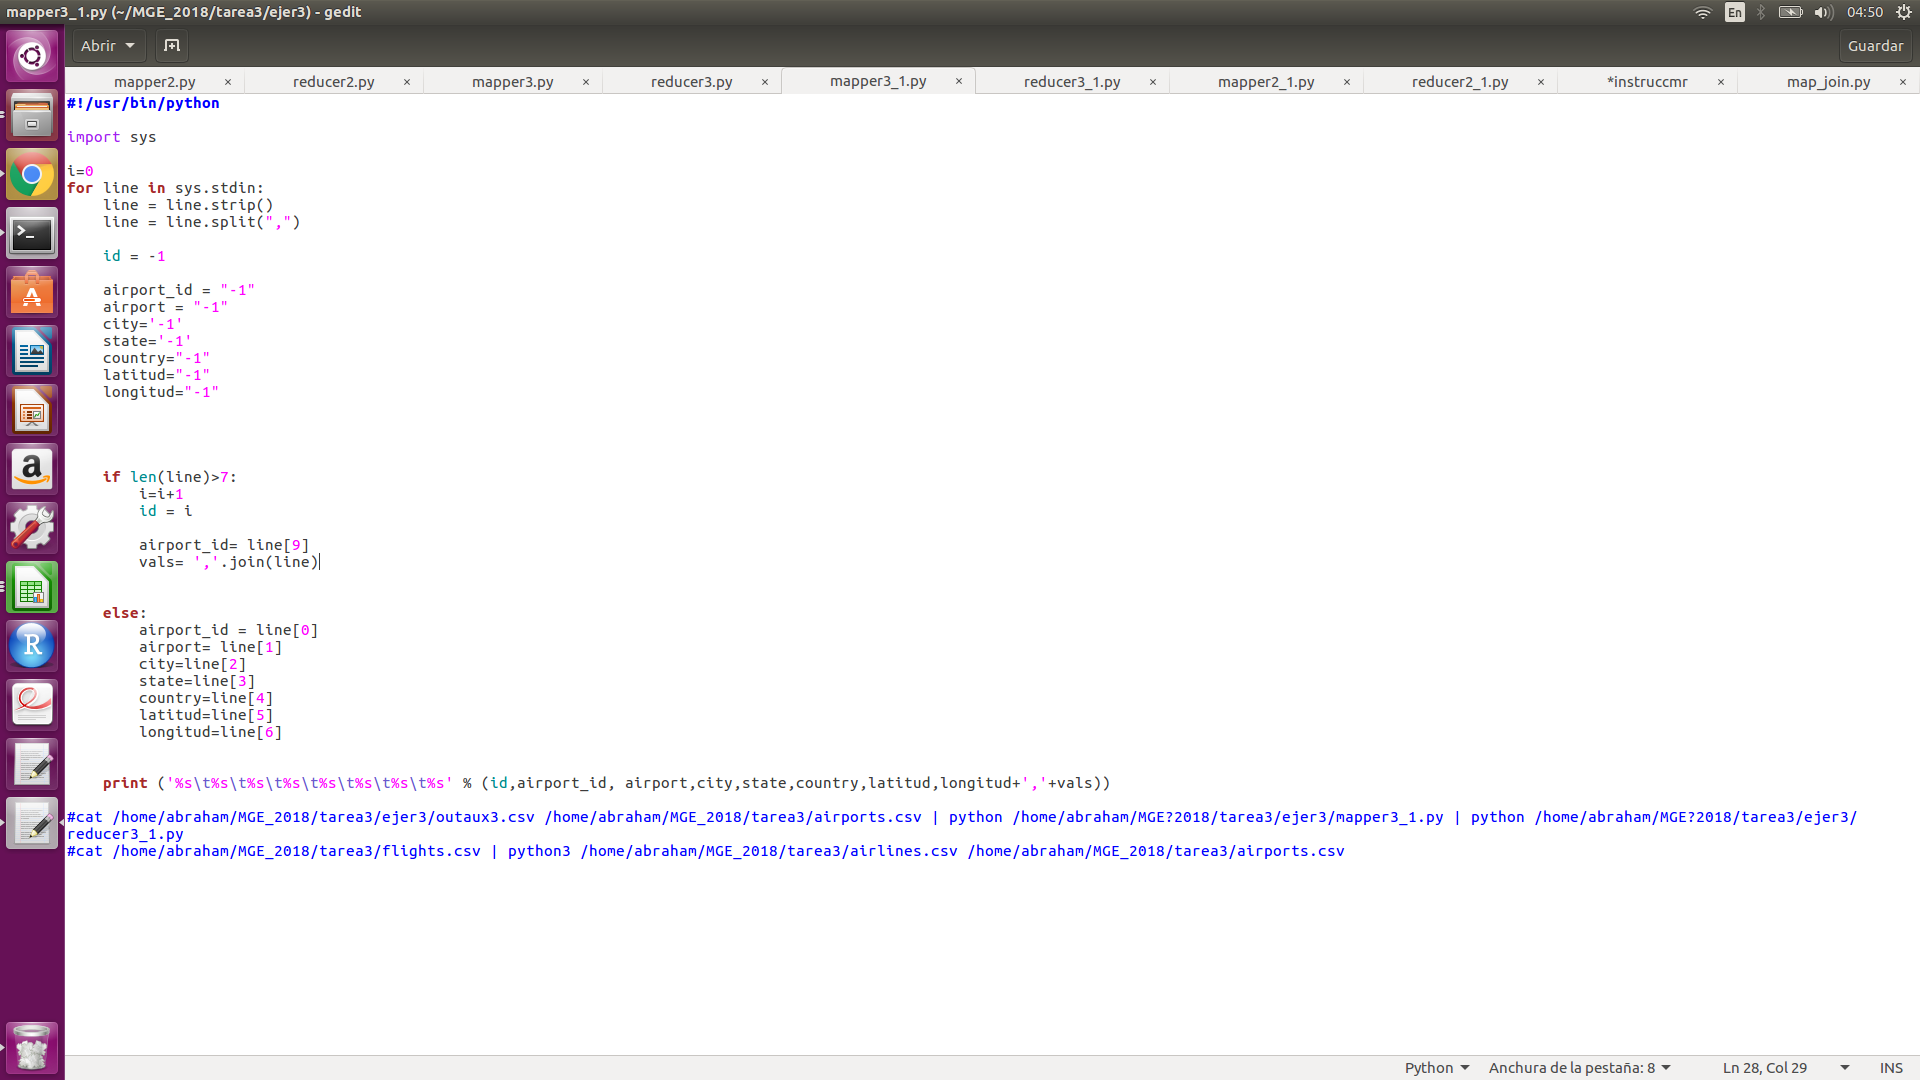 mapper3_1.py (~/MGE_2018/tarea3/ejer3) - gedit
En
04:50
Abrir
Guardar
mapper2.py × reducer2.py × mapper3.py × reducer3.py × mapper3_1.py × reducer3_1.py × mapper2_1.py × reducer2_1.py × *instruccmr × map_join.py ×
#!/usr/bin/python
import sys
i=0
for line in sys.stdin:
    line = line.strip()
    line = line.split(",")
    id = -1
    airport_id = "-1"
    airport = "-1"
    city='-1'
    state='-1'
    country="-1"
    latitud="-1"
    longitud="-1"
    if len(line)>7:
        i=i+1
        id = i
        airport_id= line[9]
        vals= ','.join(line)
    else:
        airport_id = line[0]
        airport= line[1]
        city=line[2]
        state=line[3]
        country=line[4]
        latitud=line[5]
        longitud=line[6]
    print ('%s\t%s\t%s\t%s\t%s\t%s\t%s\t%s' % (id,airport_id, airport,city,state,country,latitud,longitud+','+vals))
#cat /home/abraham/MGE_2018/tarea3/ejer3/outaux3.csv /home/abraham/MGE_2018/tarea3/airports.csv | python /home/abraham/MGE?2018/tarea3/ejer3/mapper3_1.py | python /home/abraham/MGE?2018/tarea3/ejer3/
reducer3_1.py
#cat /home/abraham/MGE_2018/tarea3/flights.csv | python3 /home/abraham/MGE_2018/tarea3/airlines.csv /home/abraham/MGE_2018/tarea3/airports.csv
Python Anchura de la pestaña: 8 Ln 28, Col 29 INS